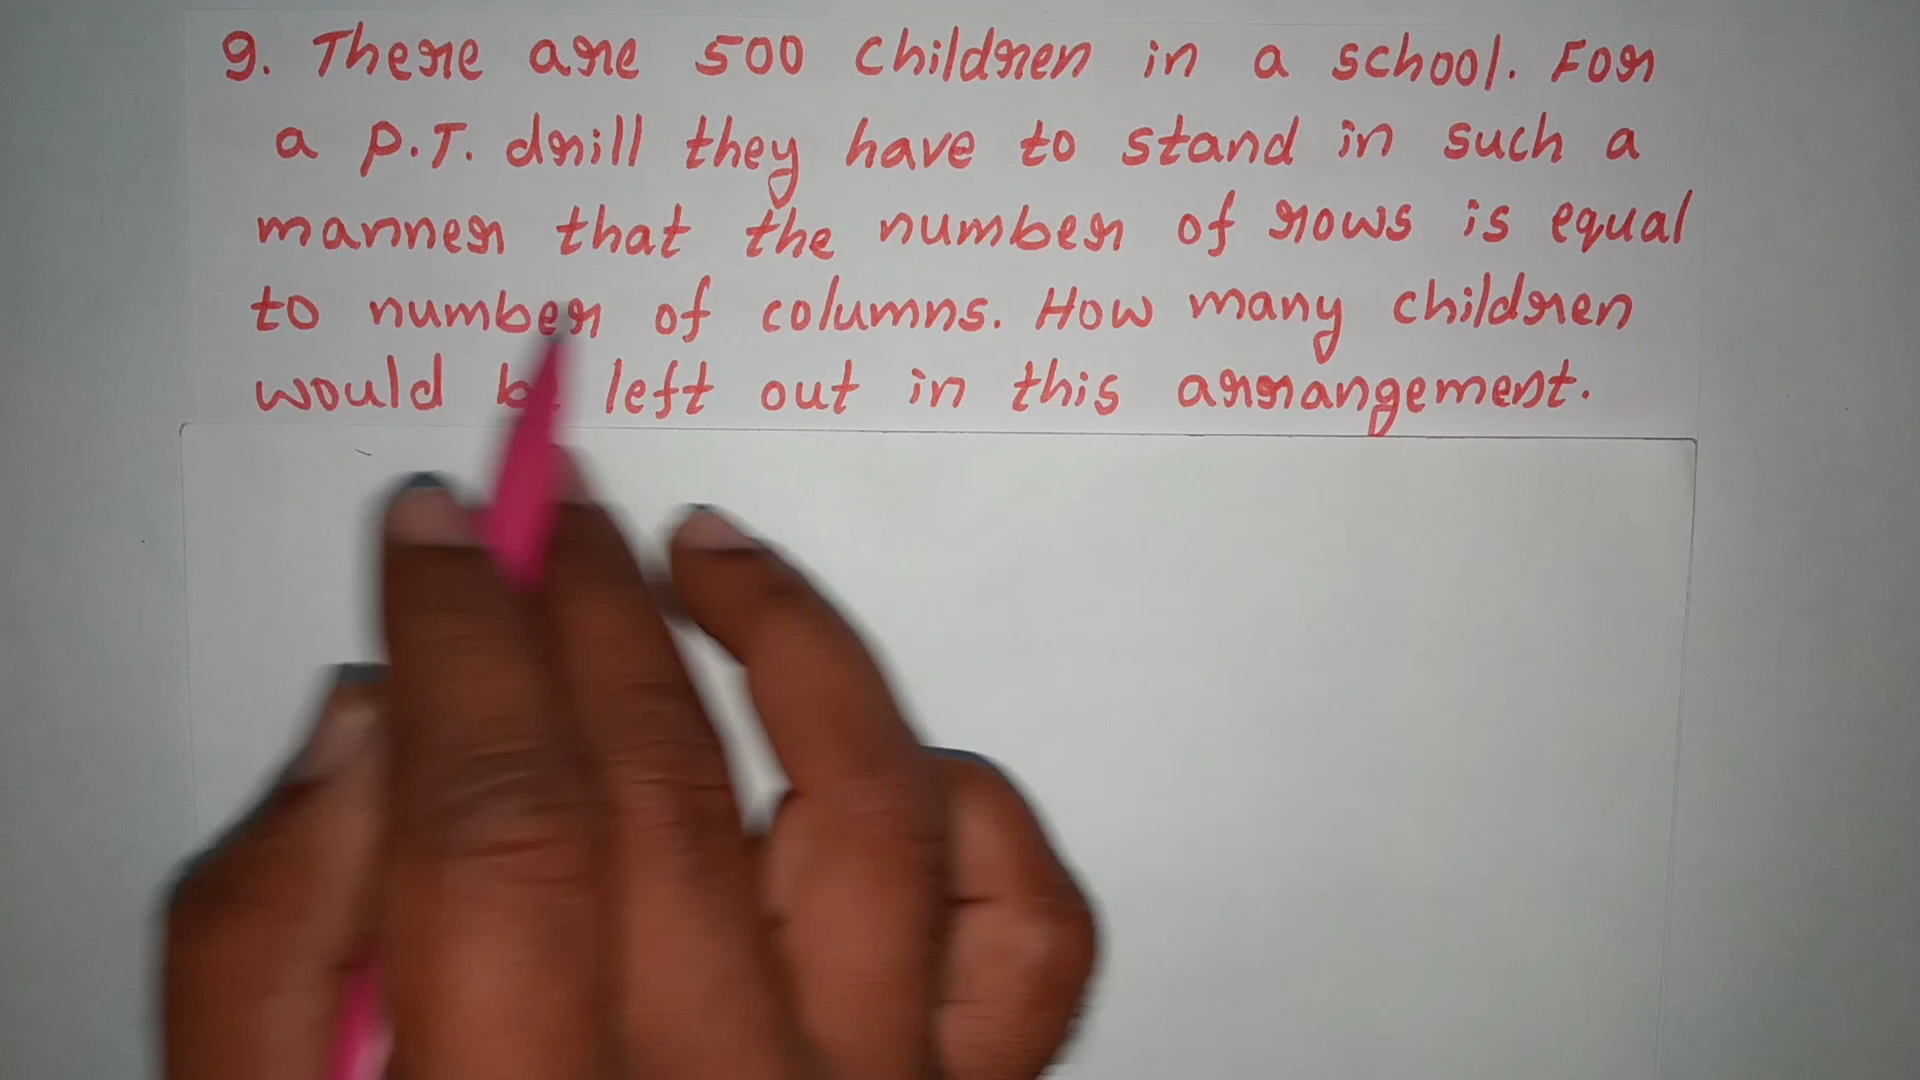 9. There are 500 children in a school. For
a P.T. drill they have to stand in such a
manner that the number of rows is equal
to number of columns. How many children
would be left out in this arrangement.